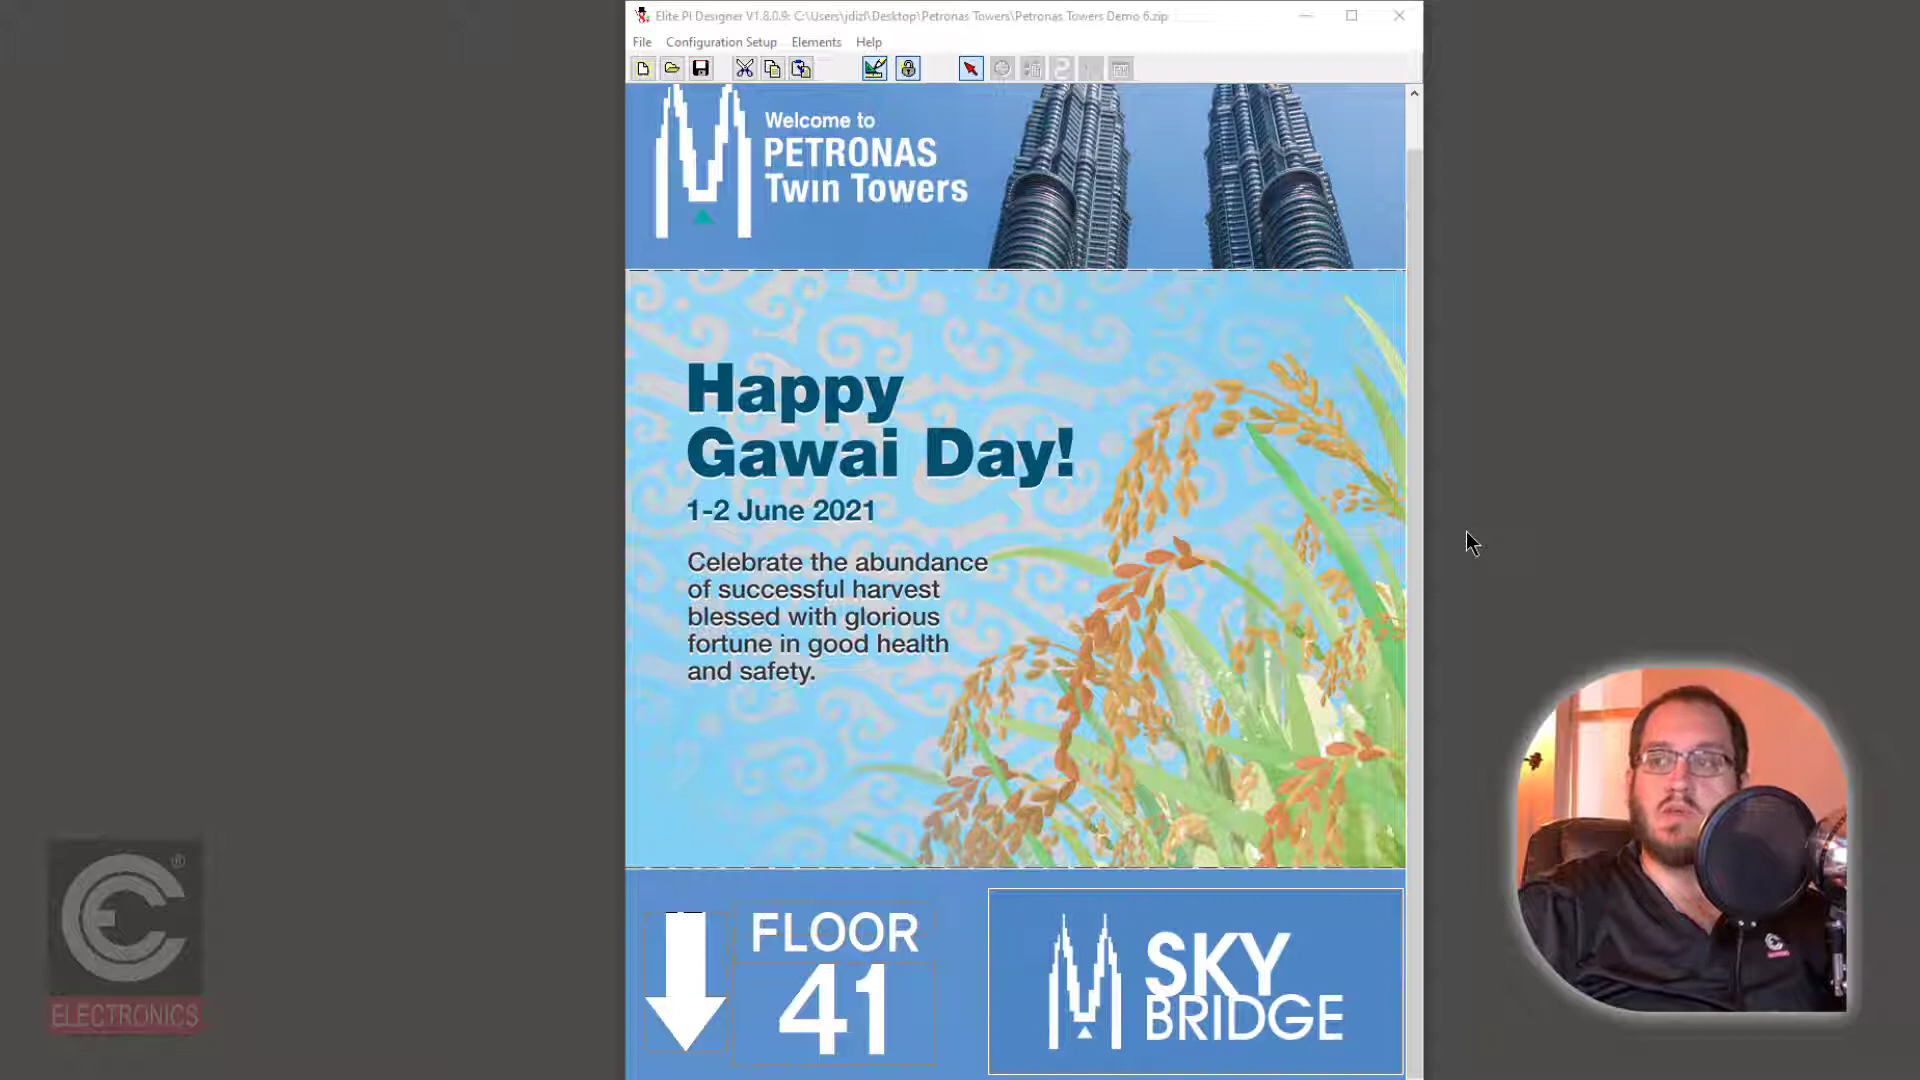 Elite PI Designer V1.8.0.9: C:\Users\jdizl\Desktop\Petronas Towers\Petronas Towers Demo 6.zip
File Configuration Setup Elements Help
Welcome to
PETRONAS
Twin Towers
Happy
Gawai Day!
1-2 June 2021
Celebrate the abundance
of successful harvest
blessed with glorious
fortune in good health
and safety.
FLOOR
41
SKY
BRIDGE
®
ELECTRONICS